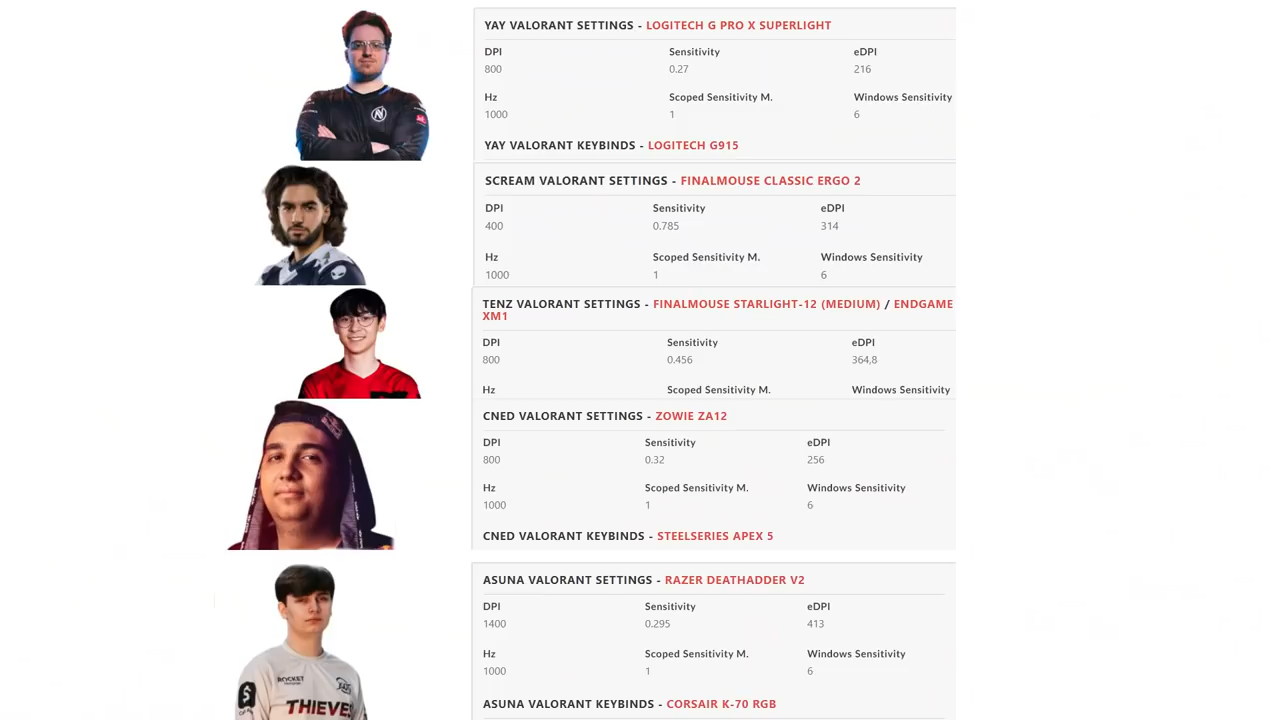 YAY VALORANT SETTINGS - LOGITECH G PRO X SUPERLIGHT
DPI Sensitivity eDPI
800 0.27 216
Hz Scoped Sensitivity M. Windows Sensitivity
1000 1 6
YAY VALORANT KEYBINDS - LOGITECH G915
SCREAM VALORANT SETTINGS - FINALMOUSE CLASSIC ERGO 2
DPI Sensitivity eDPI
400 0.785 314
Hz Scoped Sensitivity M. Windows Sensitivity
1000 1 6
TENZ VALORANT SETTINGS - FINALMOUSE STARLIGHT-12 (MEDIUM) / ENDGAME
XM1
DPI Sensitivity eDPI
800 0.456 364,8
Hz Scoped Sensitivity M. Windows Sensitivity
CNED VALORANT SETTINGS - ZOWIE ZA12
DPI Sensitivity eDPI
800 0.32 256
Hz Scoped Sensitivity M. Windows Sensitivity
1000 1 6
CNED VALORANT KEYBINDS - STEELSERIES APEX 5
ASUNA VALORANT SETTINGS - RAZER DEATHADDER V2
DPI Sensitivity eDPI
1400 0.295 413
Hz Scoped Sensitivity M. Windows Sensitivity
1000 1 6
THIEVES
ASUNA VALORANT KEYBINDS - CORSAIR K-70 RGB